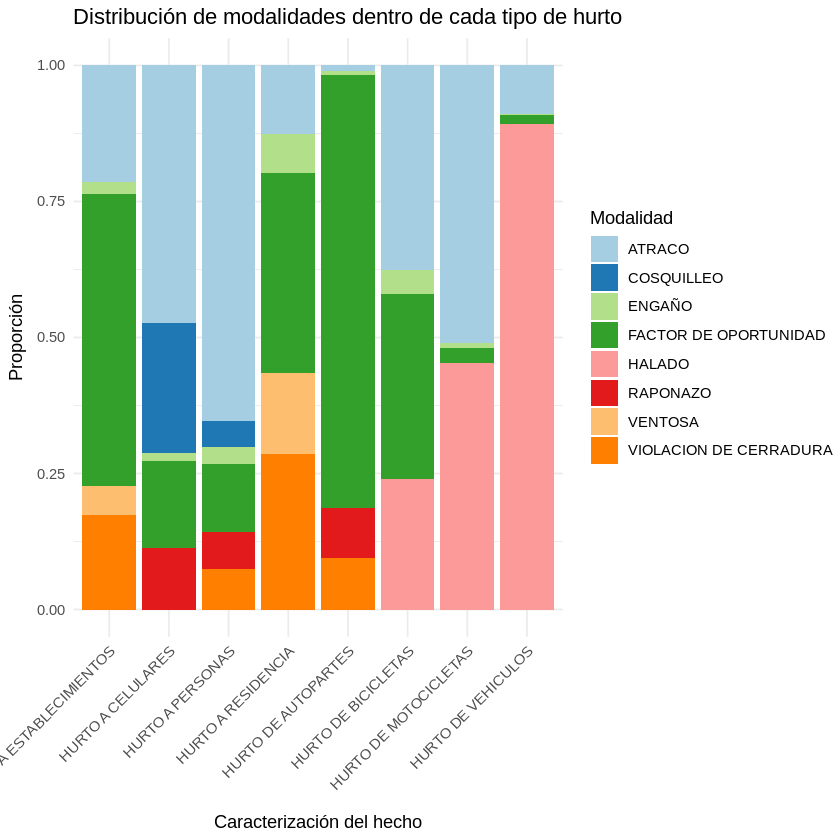 Distribución de modalidades dentro de cada tipo de hurto
1.00
0.75
0.50
0.25
0.00
Proporción
A ESTABLECIMIENTOS
HURTO A CELULARES
HURTO A PERSONAS
HURTO A RESIDENCIA
HURTO DE AUTOPARTES
HURTO DE BICICLETAS
HURTO DE MOTOCICLETAS
HURTO DE VEHICULOS
Caracterización del hecho
Modalidad
ATRACO
COSQUILLEO
ENGAÑO
FACTOR DE OPORTUNIDAD
HALADO
RAPONAZO
VENTOSA
VIOLACION DE CERRADURA